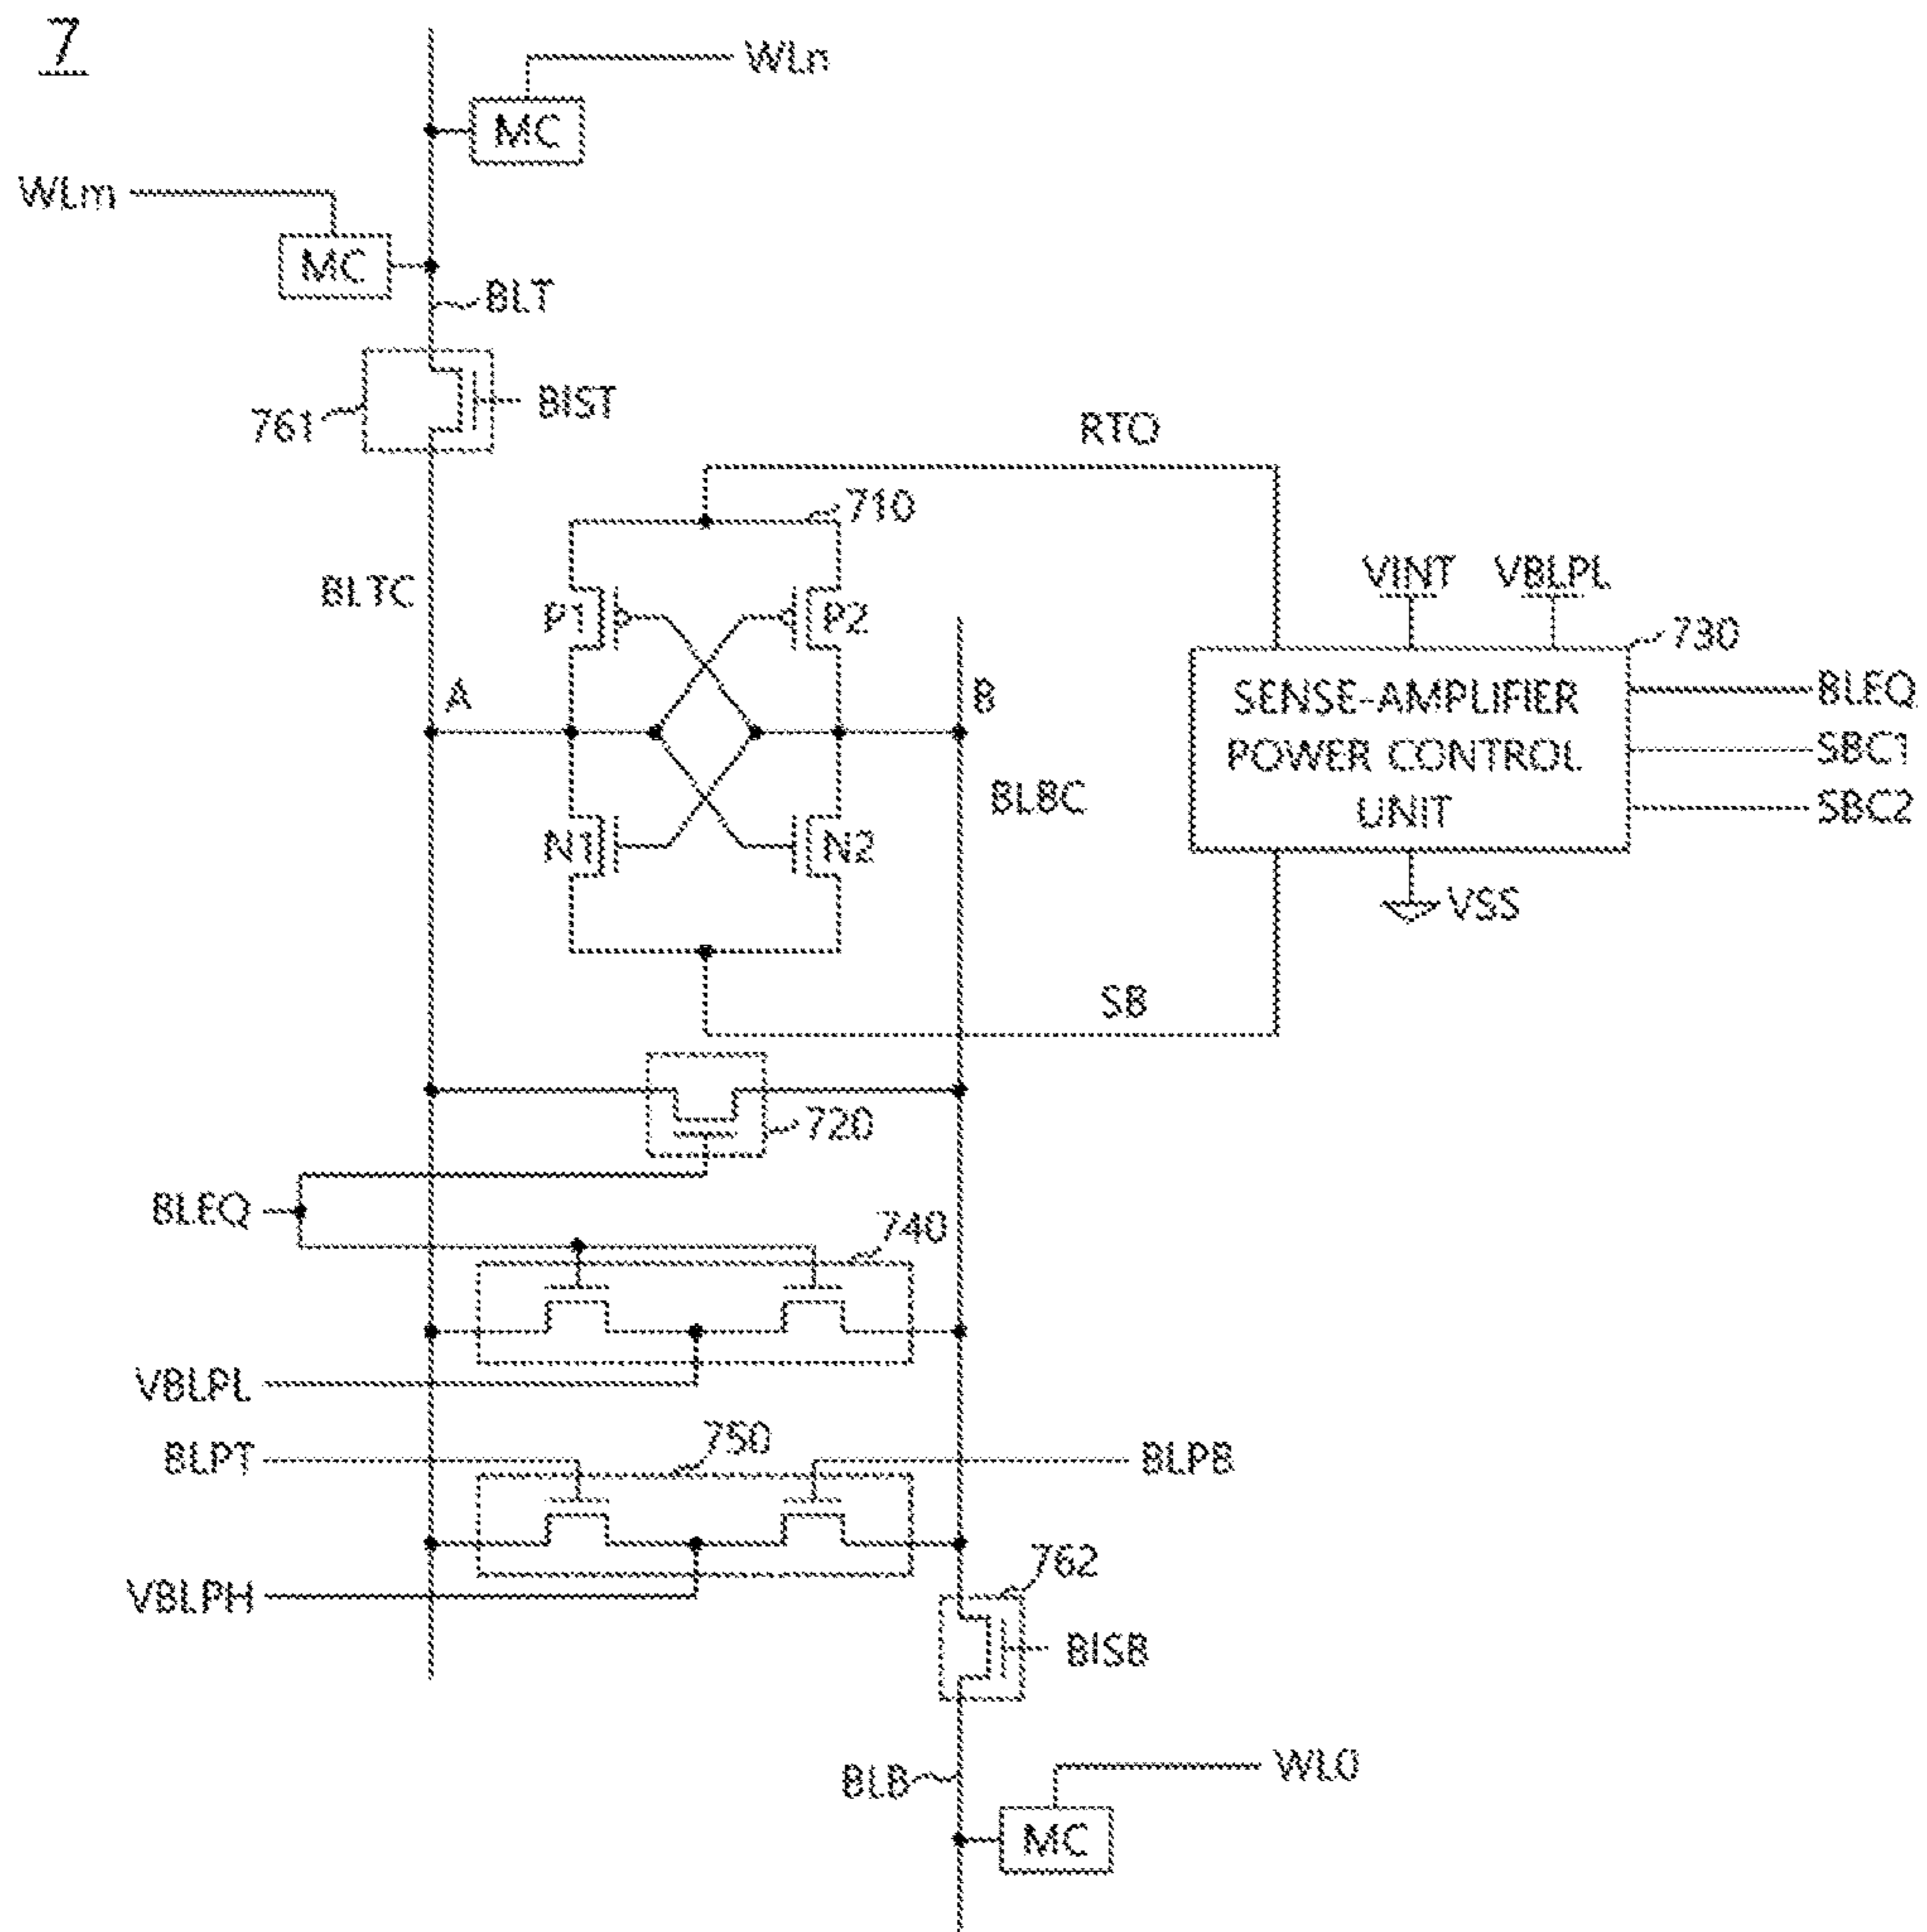 7
WLn
MC
WLm
MC
BLT
BIST
761
RTO
710
BLTC
VINT VBLPL
P1 P2
730
SENSE-AMPLIFIER
POWER CONTROL
UNIT
BLEQ
SBC1
SBC2
A
B
BLBC
N1 N2
VSS
SB
720
BLEQ
740
VBLPL
BLPT
750
BLPB
VBLPH
762
BISB
BLB
WL0
MC